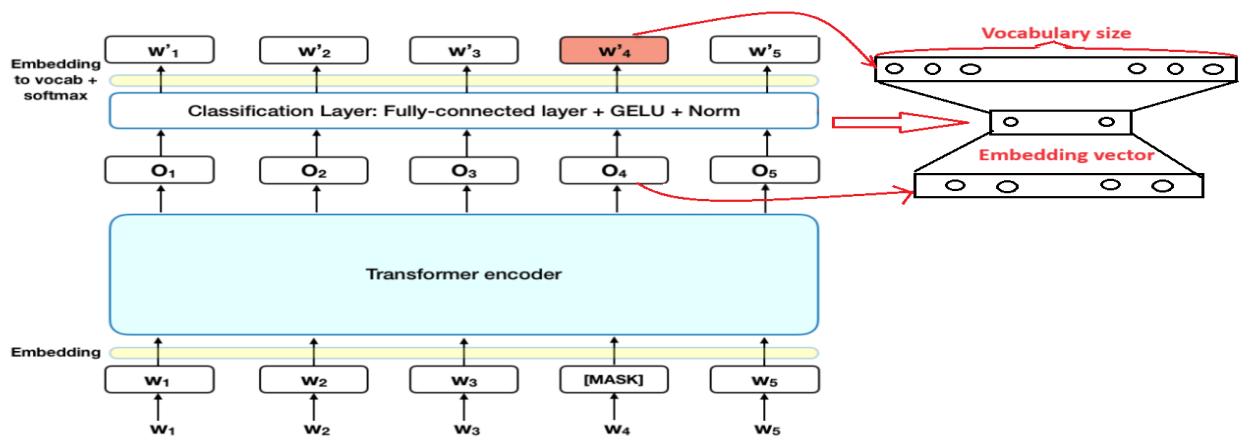 Embedding
to vocab +
softmax
w'₁ w'₂ w'₃ w'₄ w'₅
Vocabulary size
Classification Layer: Fully-connected layer + GELU + Norm
Embedding vector
O₁ O₂ O₃ O₄ O₅
Transformer encoder
Embedding
W₁ W₂ W₃ [MASK] W₅
W₁ W₂ W₃ W₄ W₅